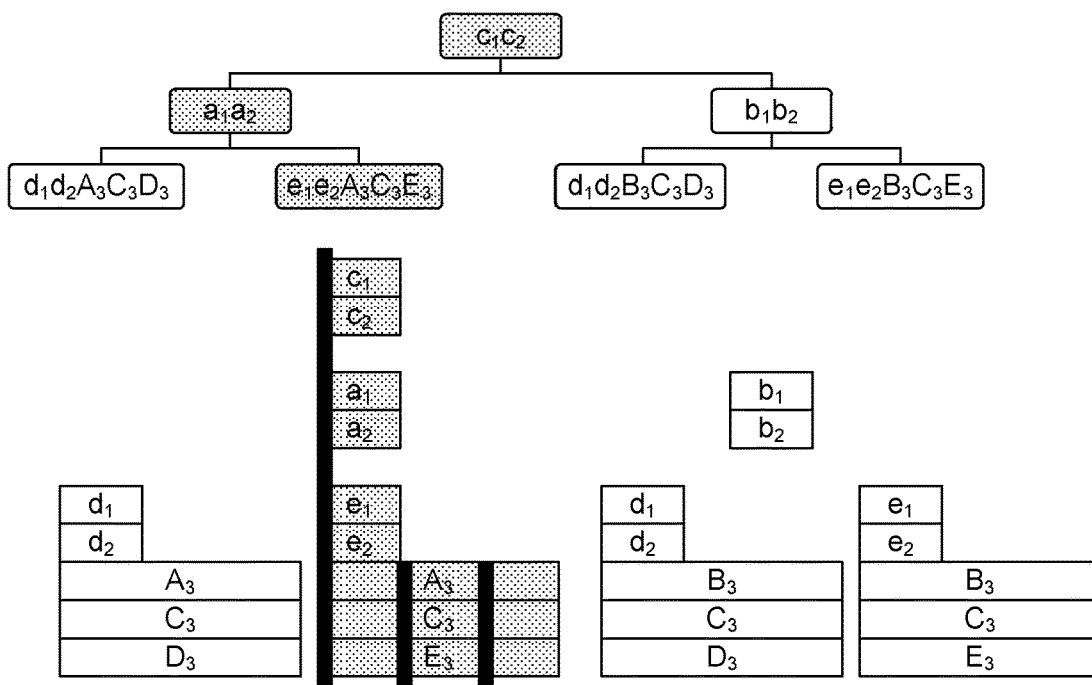 c₁c₂
a₁a₂ b₁b₂
d₁d₂A₃C₃D₃ e₁e₂A₃C₃E₃ d₁d₂B₃C₃D₃ e₁e₂B₃C₃E₃
c₁
c₂
a₁ b₁
a₂ b₂
d₁ e₁ d₁ e₁
d₂ e₂ d₂ e₂
A₃ A₃ B₃ B₃
C₃ C₃ C₃ C₃
D₃ E₃ D₃ E₃